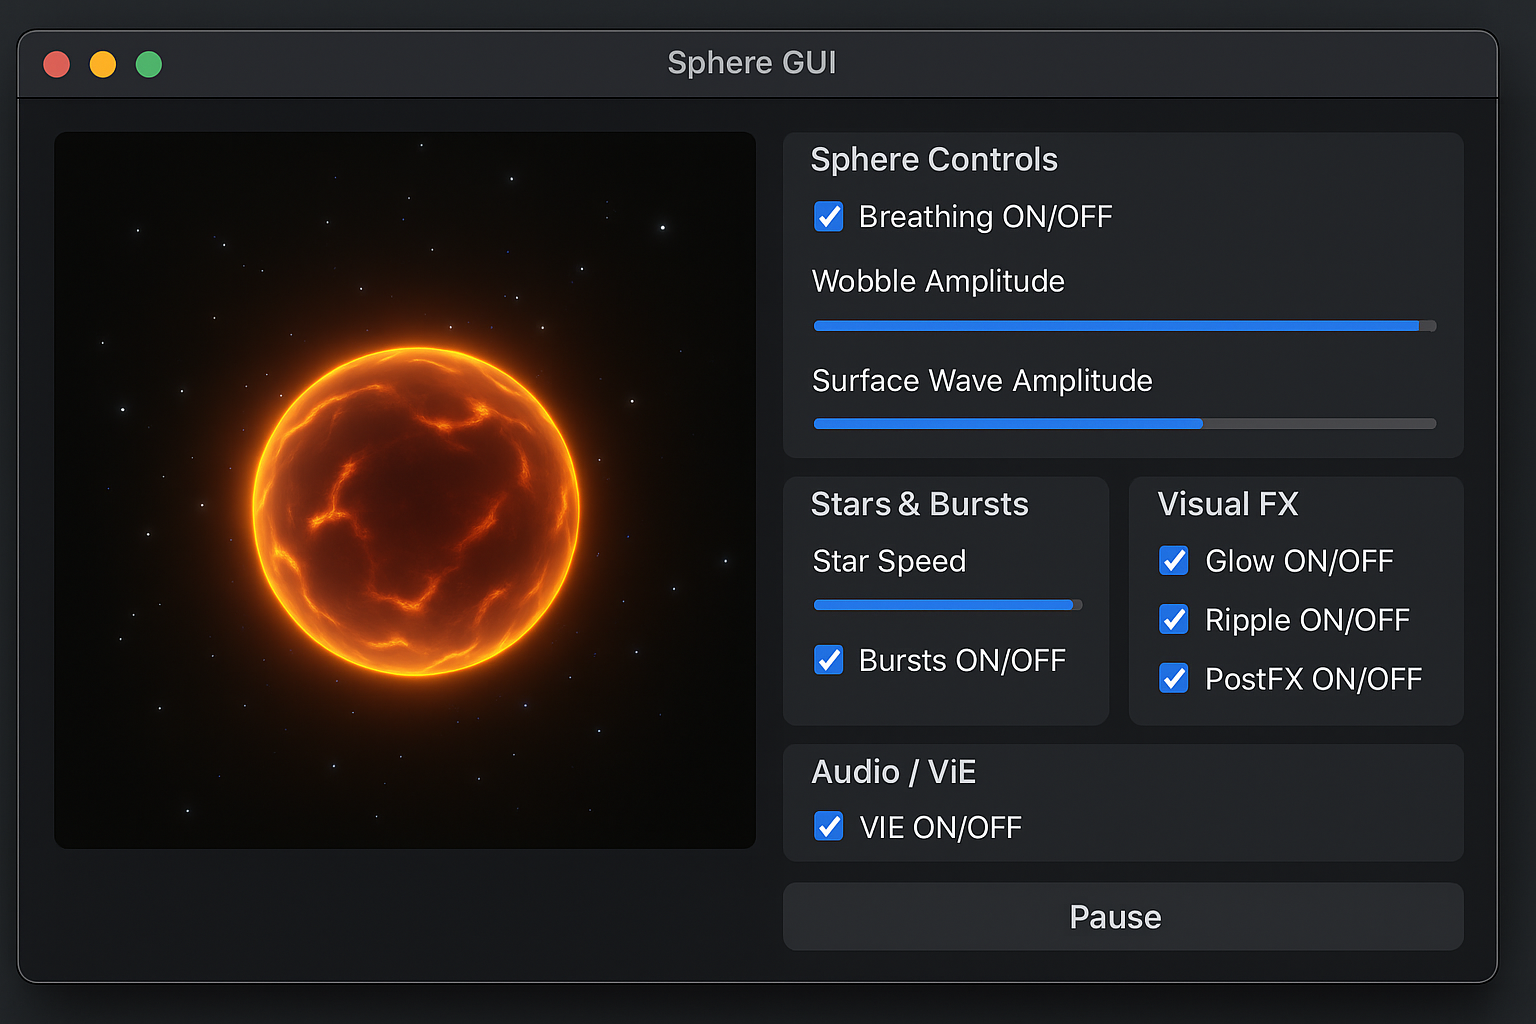 Sphere GUI
Sphere Controls
Breathing ON/OFF
Wobble Amplitude
Surface Wave Amplitude
Stars & Bursts
Star Speed
Bursts ON/OFF
Visual FX
Glow ON/OFF
Ripple ON/OFF
PostFX ON/OFF
Audio / ViE
VIE ON/OFF
Pause